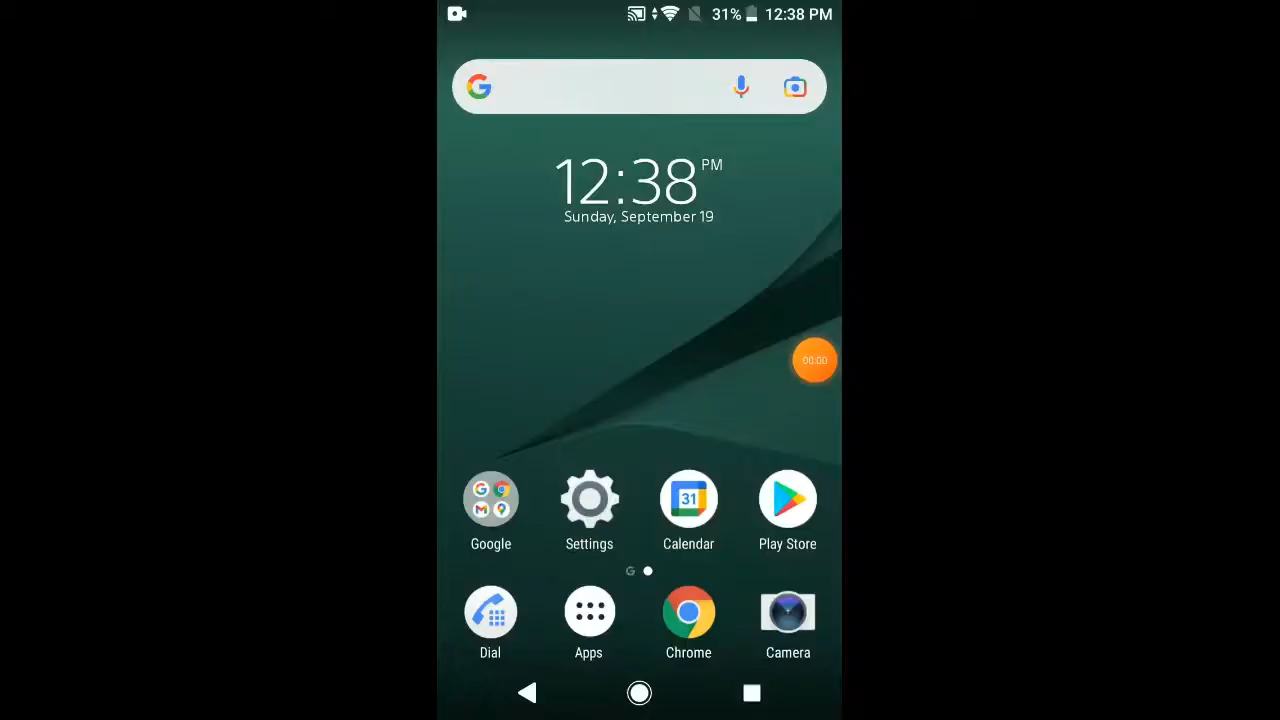 31% 12:38 PM
12:38 PM
Sunday, September 19
00:00
31
Google Settings Calendar Play Store
Dial Apps Chrome Camera